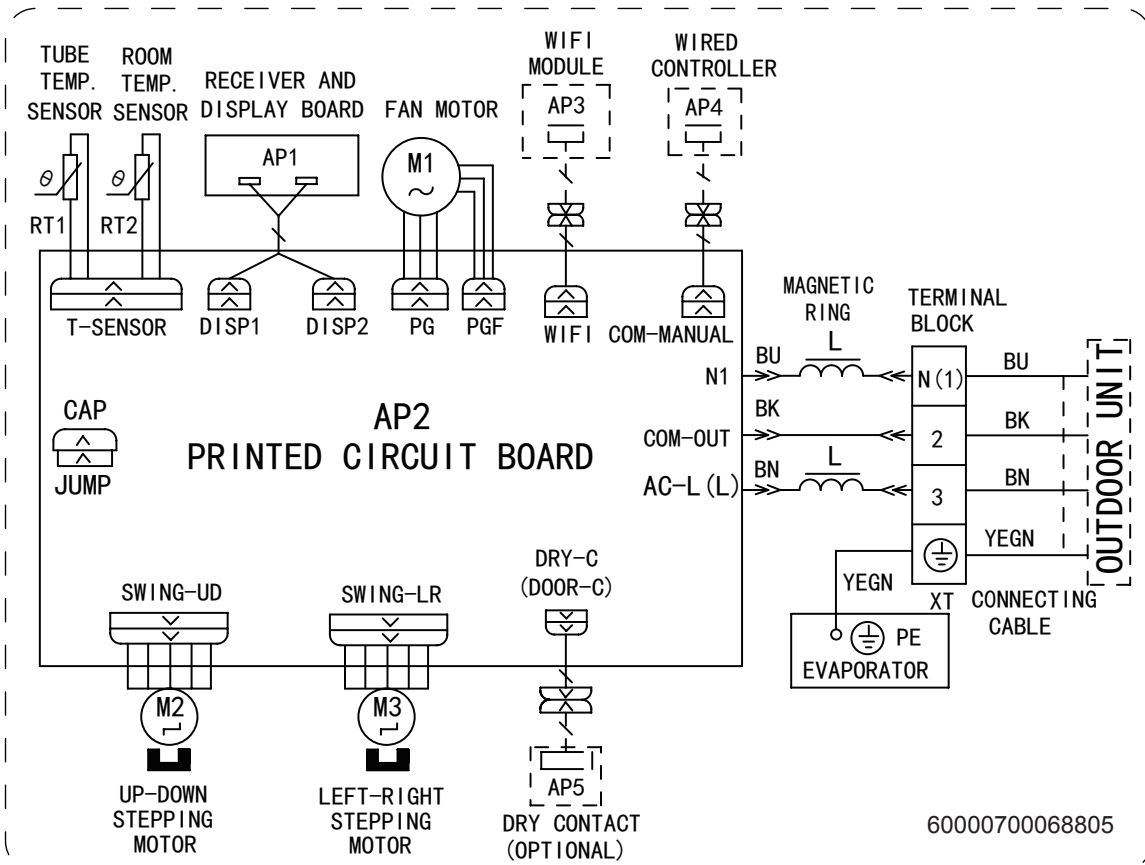 TUBE
TEMP.
SENSOR
ROOM
TEMP.
SENSOR
RECEIVER AND
DISPLAY BOARD
FAN MOTOR
WIFI
MODULE
WIRED
CONTROLLER
AP1
M1
AP3
AP4
θ
θ
RT1
RT2
T-SENSOR
DISP1
DISP2
PG
PGF
WIFI
COM-MANUAL
MAGNETIC
RING
TERMINAL
BLOCK
N1
BU
L
N(1)
BU
CAP
JUMP
AP2
PRINTED CIRCUIT BOARD
COM-OUT
BK
2
BK
AC-L(L)
BN
L
3
BN
YEGN
OUTDOOR UNIT
YEGN
XT
CONNECTING
CABLE
PE
EVAPORATOR
SWING-UD
SWING-LR
DRY-C
(DOOR-C)
M2
M3
UP-DOWN
STEPPING
MOTOR
LEFT-RIGHT
STEPPING
MOTOR
AP5
DRY CONTACT
(OPTIONAL)
60000700068805